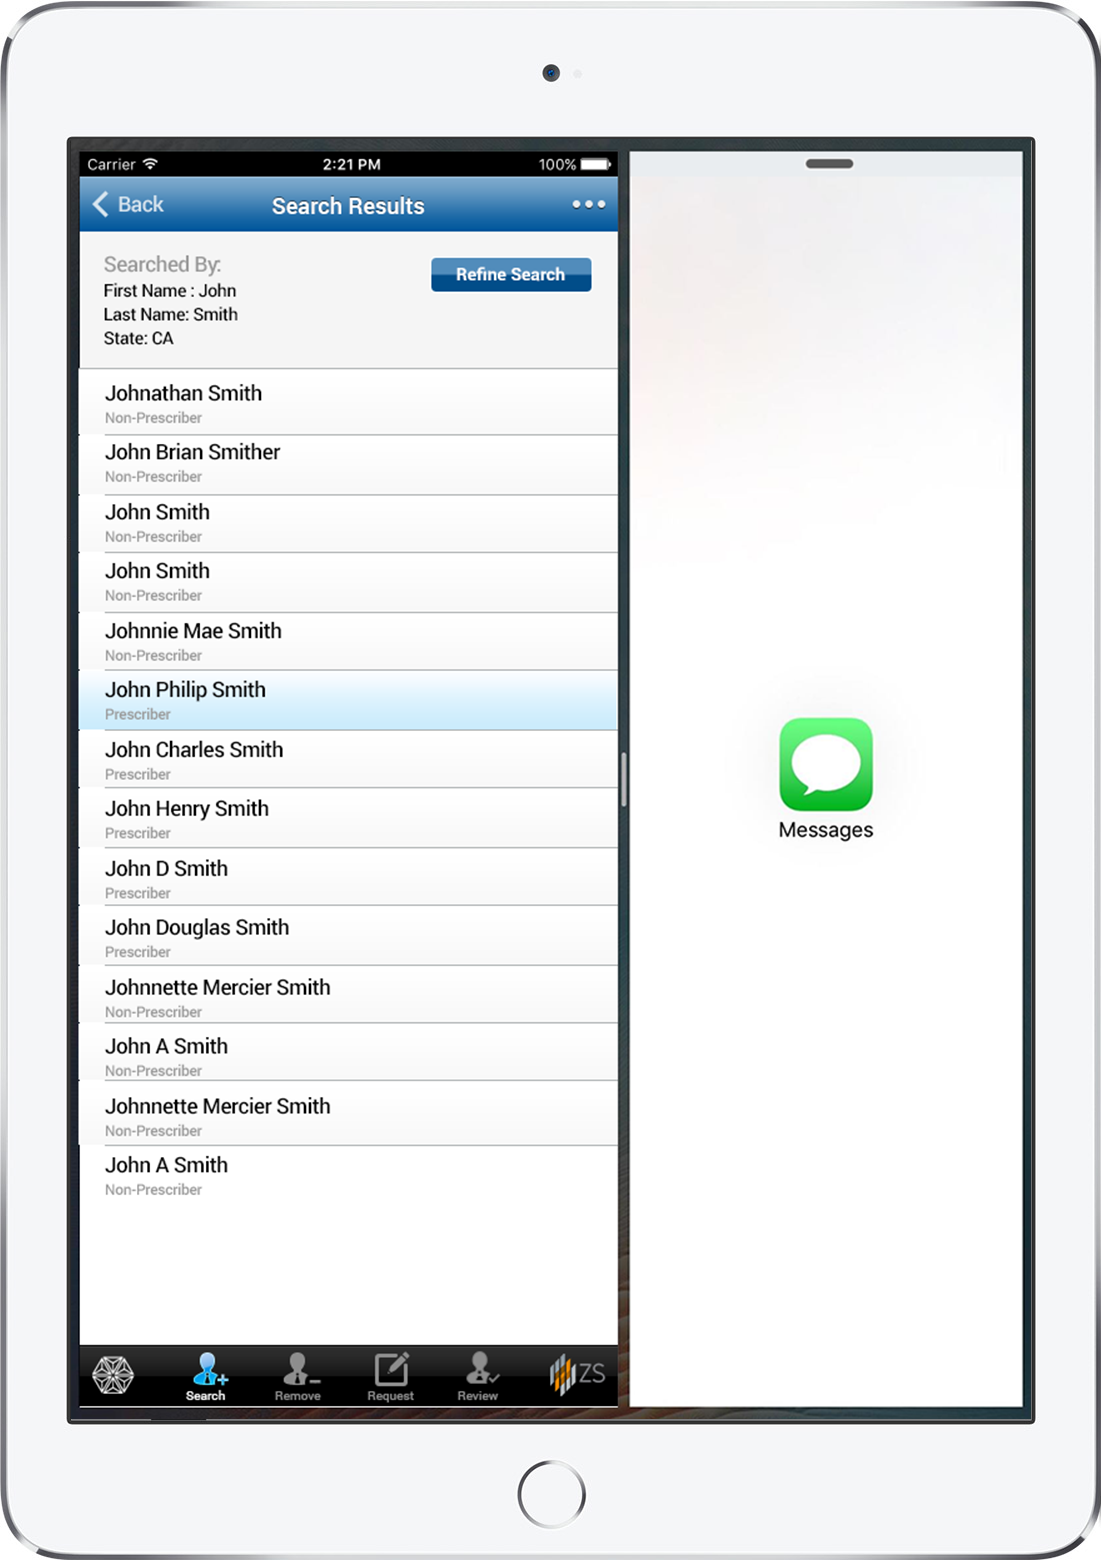 Carrier 2:21 PM 100%
Back Search Results
Searched By:
Refine Search
First Name : John
Last Name: Smith
State: CA
Johnathan Smith
Non-Prescriber
John Brian Smither
Non-Prescriber
John Smith
Non-Prescriber
John Smith
Non-Prescriber
Johnnie Mae Smith
Non-Prescriber
John Philip Smith
Prescriber
John Charles Smith
Prescriber
John Henry Smith
Prescriber
John D Smith
Prescriber
John Douglas Smith
Prescriber
Johnnette Mercier Smith
Non-Prescriber
John A Smith
Non-Prescriber
Johnnette Mercier Smith
Non-Prescriber
John A Smith
Non-Prescriber
Search Remove Request Review ZS
Messages